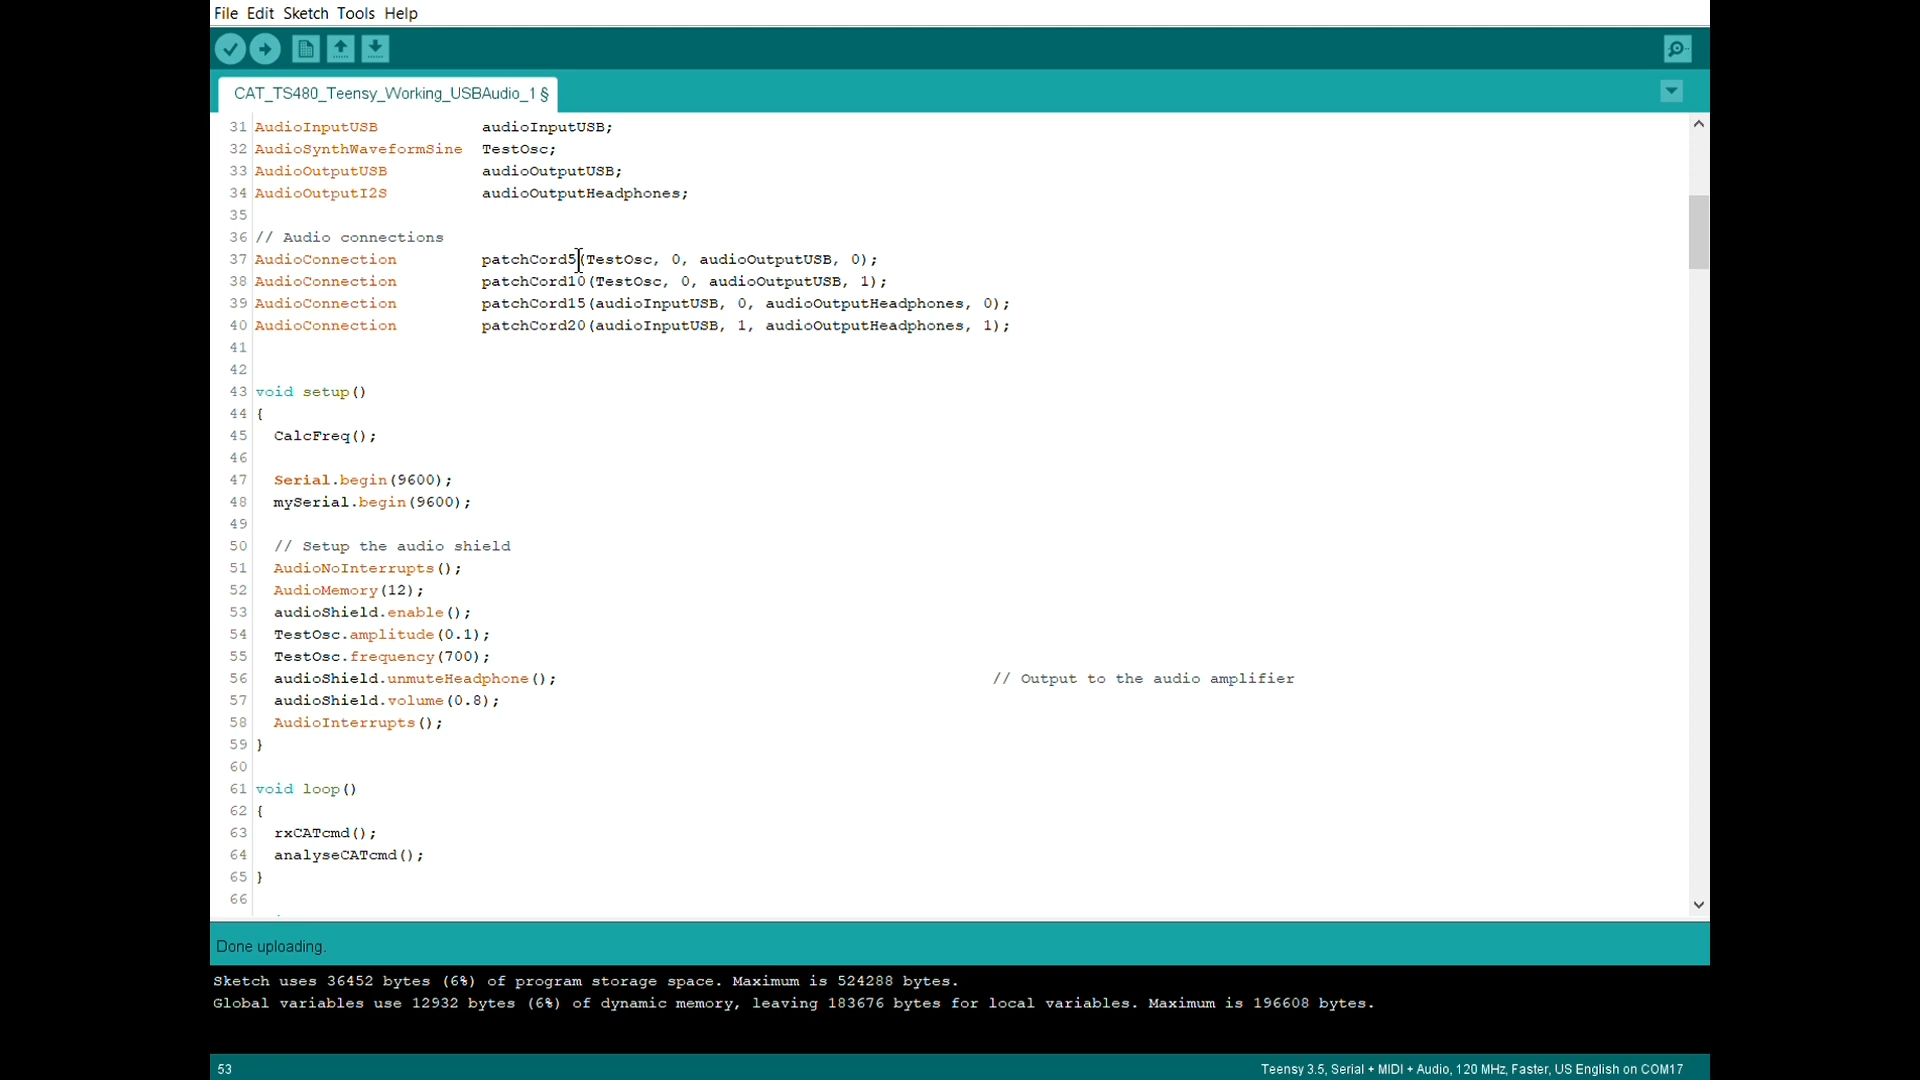 File Edit Sketch Tools Help
CAT_TS480_Teensy_Working_USBAudio_1 §
31 AudioInputUSB audioInputUSB;
32 AudioSynthWaveformSine TestOsc;
33 AudioOutputUSB audioOutputUSB;
34 AudioOutputI2S audioOutputHeadphones;
35
36 // Audio connections
37 AudioConnection patchCord5(TestOsc, 0, audioOutputUSB, 0);
38 AudioConnection patchCord10(TestOsc, 0, audioOutputUSB, 1);
39 AudioConnection patchCord15(audioInputUSB, 0, audioOutputHeadphones, 0);
40 AudioConnection patchCord20(audioInputUSB, 1, audioOutputHeadphones, 1);
41
42
43 void setup()
44 {
45 CalcFreq();
46
47 Serial.begin(9600);
48 mySerial.begin(9600);
49
50 // Setup the audio shield
51 AudioNoInterrupts();
52 AudioMemory(12);
53 audioShield.enable();
54 TestOsc.amplitude(0.1);
55 TestOsc.frequency(700);
56 audioShield.unmuteHeadphone(); // Output to the audio amplifier
57 audioShield.volume(0.8);
58 AudioInterrupts();
59 }
60
61 void loop()
62 {
63 rxCATcmd();
64 analyseCATcmd();
65 }
66
Done uploading.
Sketch uses 36452 bytes (6%) of program storage space. Maximum is 524288 bytes.
Global variables use 12932 bytes (6%) of dynamic memory, leaving 183676 bytes for local variables. Maximum is 196608 bytes.
53 Teensy 3.5, Serial + MIDI + Audio, 120 MHz, Faster, US English on COM17